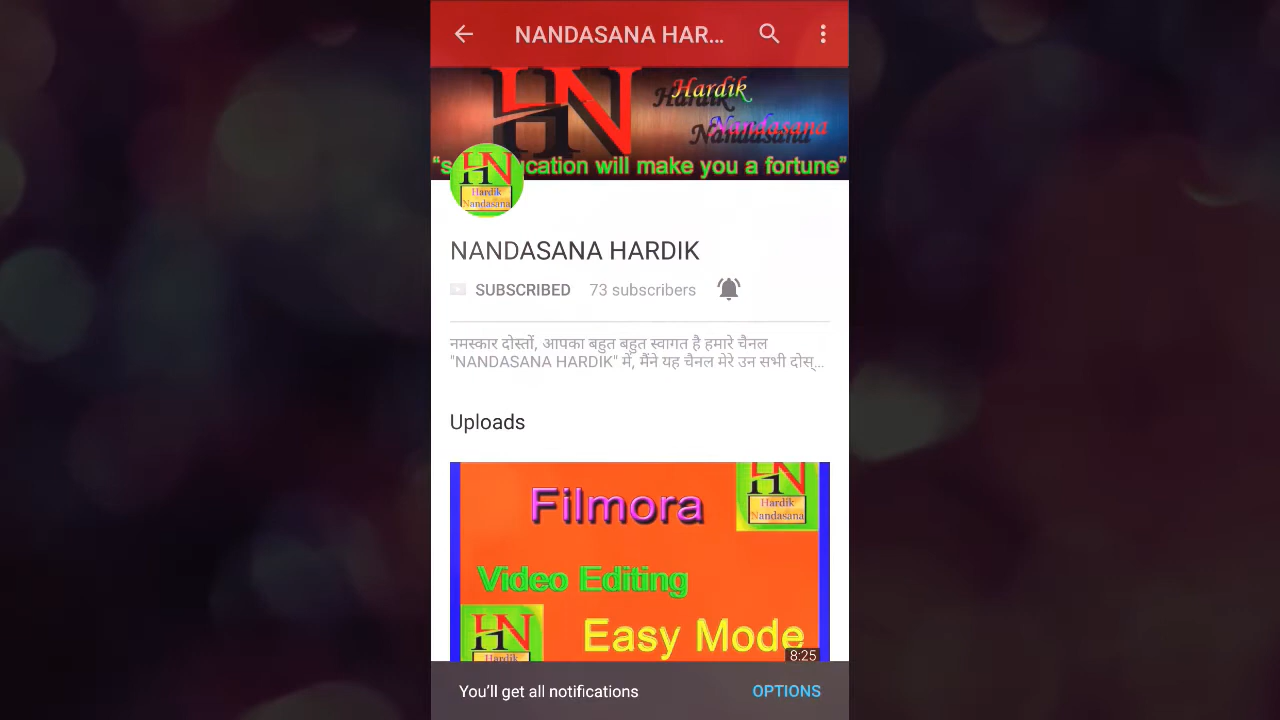 NANDASANA HAR...
HN
Hardik
Nandasana
ucation will make you a fortune”
HN
Hardik
Nandasana
NANDASANA HARDIK
SUBSCRIBED 73 subscribers
नमस्कार दोस्तों, आपका बहुत बहुत स्वागत है हमारे चैनल
"NANDASANA HARDIK" में, मैंने यह चैनल मेरे उन सभी दोस्...
Uploads
Filmora
HN
Hardik
Nandasana
Video Editing
Easy Mode
HN
Hardik
8:25
You’ll get all notifications OPTIONS